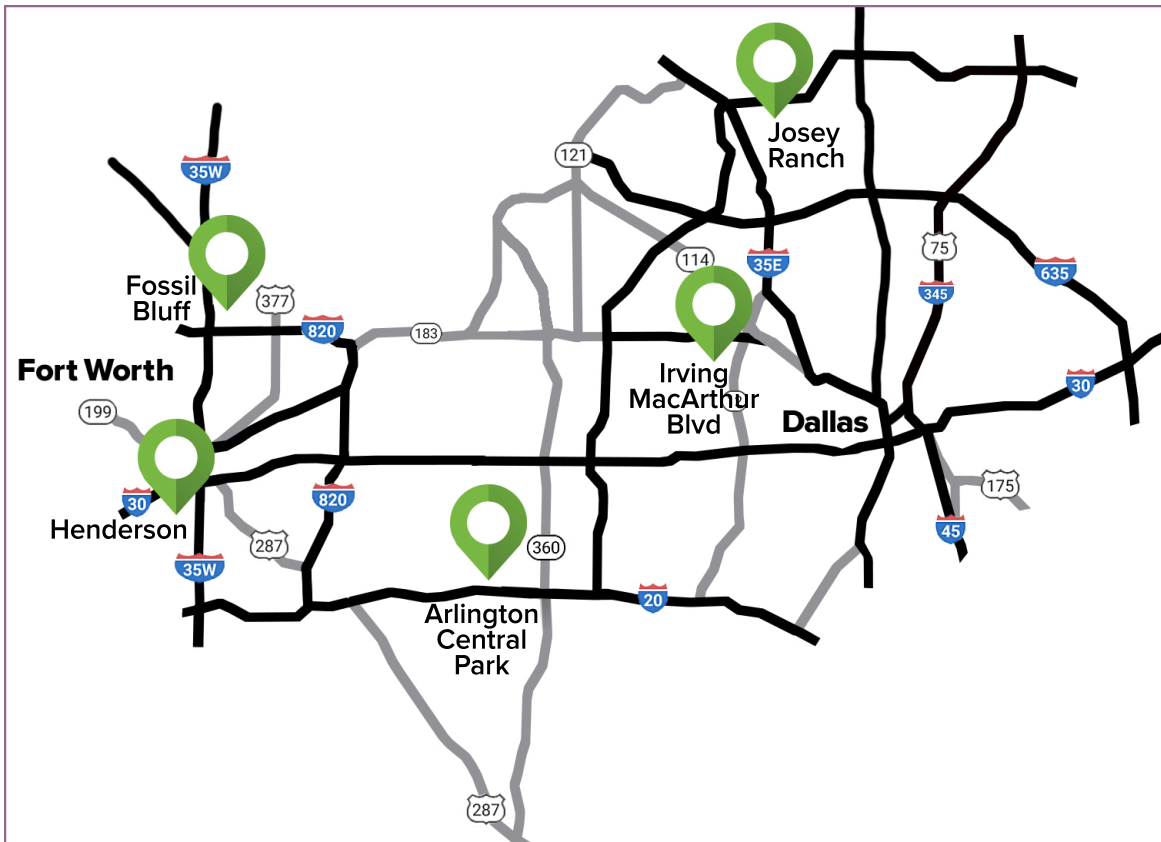 Josey
Ranch
121
35W
75
114
35E
635
Fossil
Bluff
377
345
820
183
Fort Worth
Irving
MacArthur
Blvd
30
199
Dallas
30
820
175
Henderson
45
287
360
35W
20
Arlington
Central
Park
287